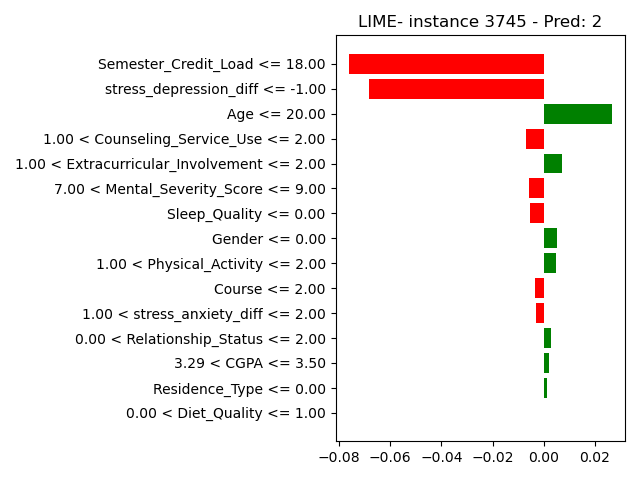 LIME- instance 3745 - Pred: 2
Semester_Credit_Load <= 18.00
stress_depression_diff <= -1.00
Age <= 20.00
1.00 < Counseling_Service_Use <= 2.00
1.00 < Extracurricular_Involvement <= 2.00
7.00 < Mental_Severity_Score <= 9.00
Sleep_Quality <= 0.00
Gender <= 0.00
1.00 < Physical_Activity <= 2.00
Course <= 2.00
1.00 < stress_anxiety_diff <= 2.00
0.00 < Relationship_Status <= 2.00
3.29 < CGPA <= 3.50
Residence_Type <= 0.00
0.00 < Diet_Quality <= 1.00
−0.08 −0.06 −0.04 −0.02 0.00 0.02